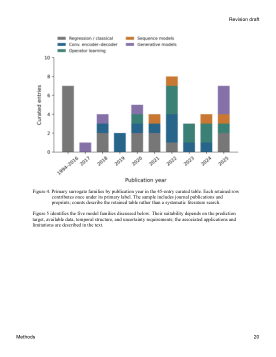 Revision draft
Regression / classical
Conv. encoder-decoder
Operator learning
Sequence models
Generative models
Curated entries
10
8
6
4
2
0
1994–2016
2017
2018
2019
2020
2021
2022
2023
2024
2025
Publication year
Figure 4. Primary surrogate families by publication year in the 45-entry curated table. Each retained row
contributes once under its primary label. The sample includes journal publications and
preprints; counts describe the retained table rather than a systematic literature search.
Figure 5 identifies the five model families discussed below. Their suitability depends on the prediction
target, available data, temporal structure, and uncertainty requirements; the associated applications and
limitations are described in the text.
Methods
20